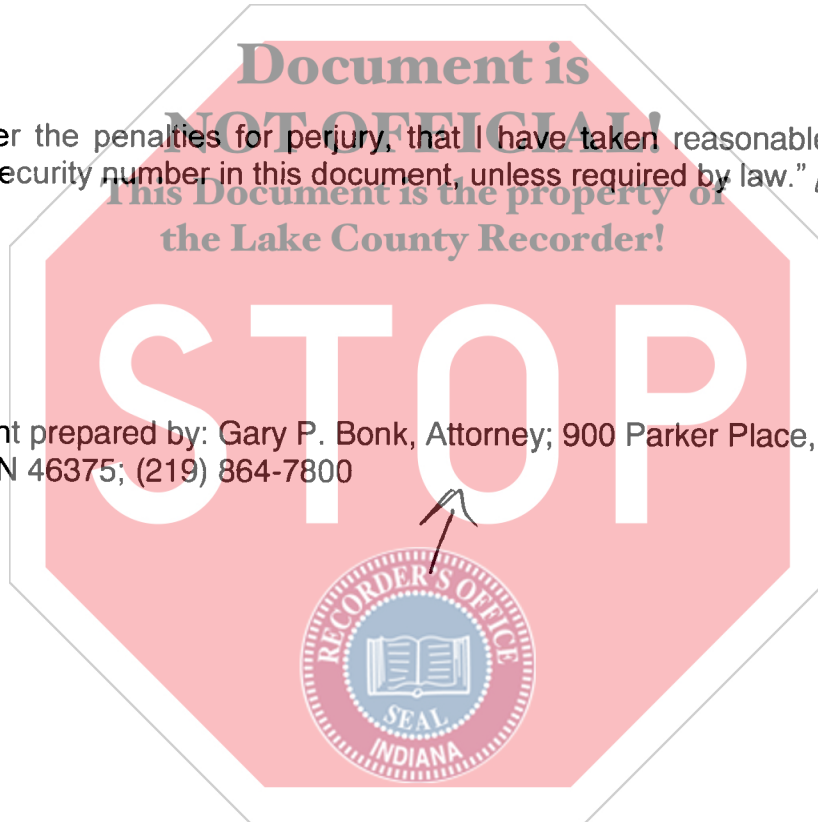 Document is
NOT OFFICIAL!
er the penalties for perjury, that I have taken reasonable
ecurity number in this document, unless required by law."
This Document is the property of
the Lake County Recorder!
STOP
nt prepared by: Gary P. Bonk, Attorney; 900 Parker Place,
N 46375; (219) 864-7800
RECORDER'S OFFICE
SEAL
INDIANA